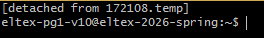 [detached from 172108.temp]
eltex-pg1-v10@eltex-2026-spring:~$